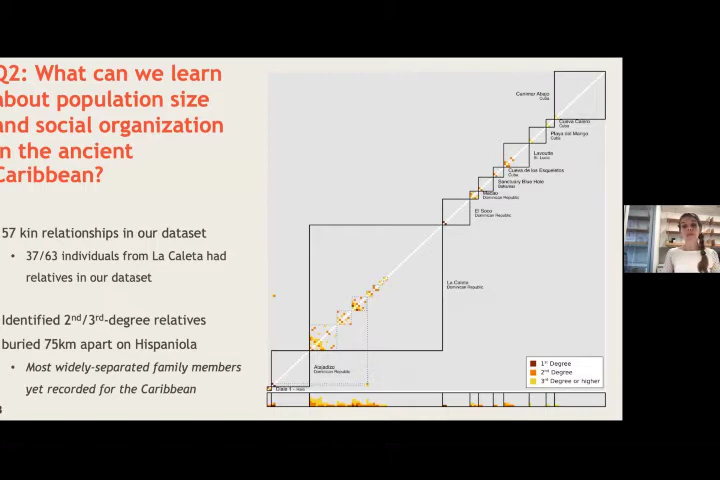 Q2: What can we learn
about population size
and social organization
in the ancient
Caribbean?
57 kin relationships in our dataset
• 37/63 individuals from La Caleta had
relatives in our dataset
Identified 2nd/3rd-degree relatives
buried 75km apart on Hispaniola
• Most widely-separated family members
yet recorded for the Caribbean
Canimar Abajo
Cuba
Cueva Calero
Cuba
Playa del Mango
Cuba
Lavoutte
St. Lucia
Cueva de los Esqueletos
Cuba
Sanctuary Blue Hole
Bahamas
Macao
Dominican Republic
El Soco
Dominican Republic
La Caleta
Dominican Republic
Atajadizo
Dominican Republic
1st Degree
2nd Degree
3rd Degree or higher